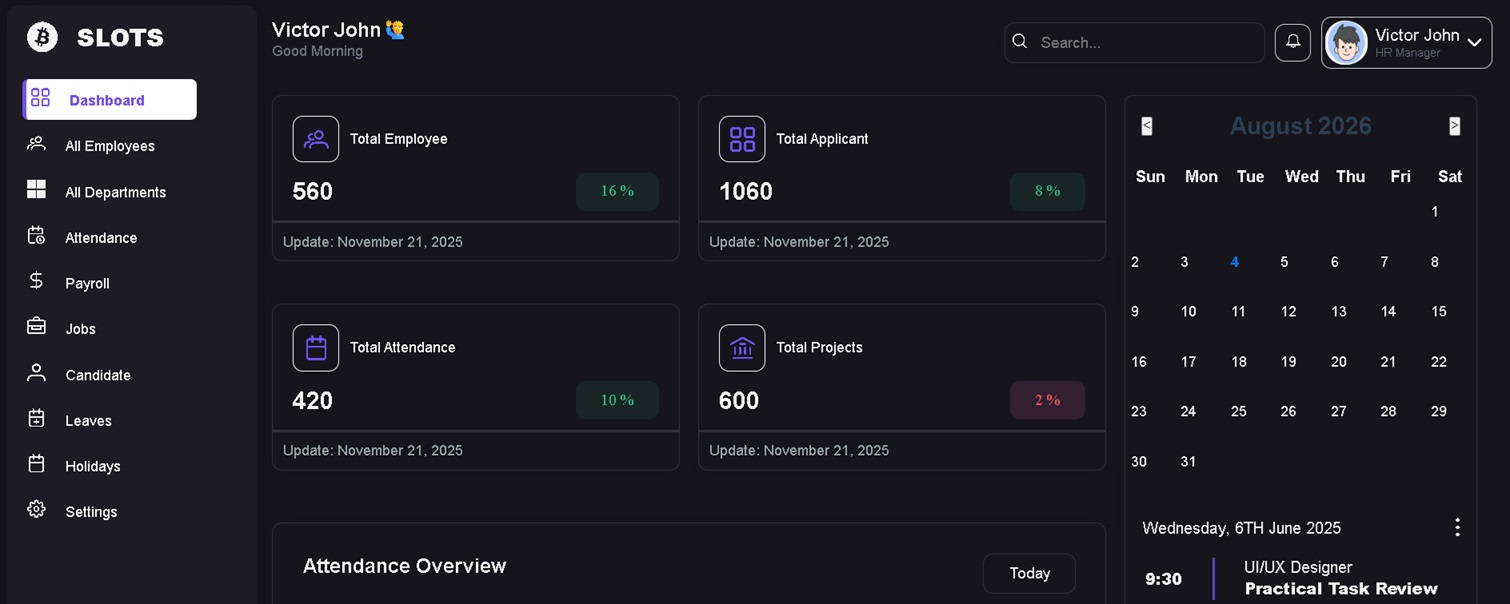 SLOTS
Dashboard
All Employees
All Departments
Attendance
Payroll
Jobs
Candidate
Leaves
Holidays
Settings
Victor John
Good Morning
Search...
Victor John
HR Manager
Total Employee
560
16 %
Update: November 21, 2025
Total Applicant
1060
8 %
Update: November 21, 2025
Total Attendance
420
10 %
Update: November 21, 2025
Total Projects
600
2 %
Update: November 21, 2025
Attendance Overview
Today
< August 2026 >
Sun Mon Tue Wed Thu Fri Sat
1
2 3 4 5 6 7 8
9 10 11 12 13 14 15
16 17 18 19 20 21 22
23 24 25 26 27 28 29
30 31
Wednesday, 6TH June 2025
9:30
UI/UX Designer
Practical Task Review